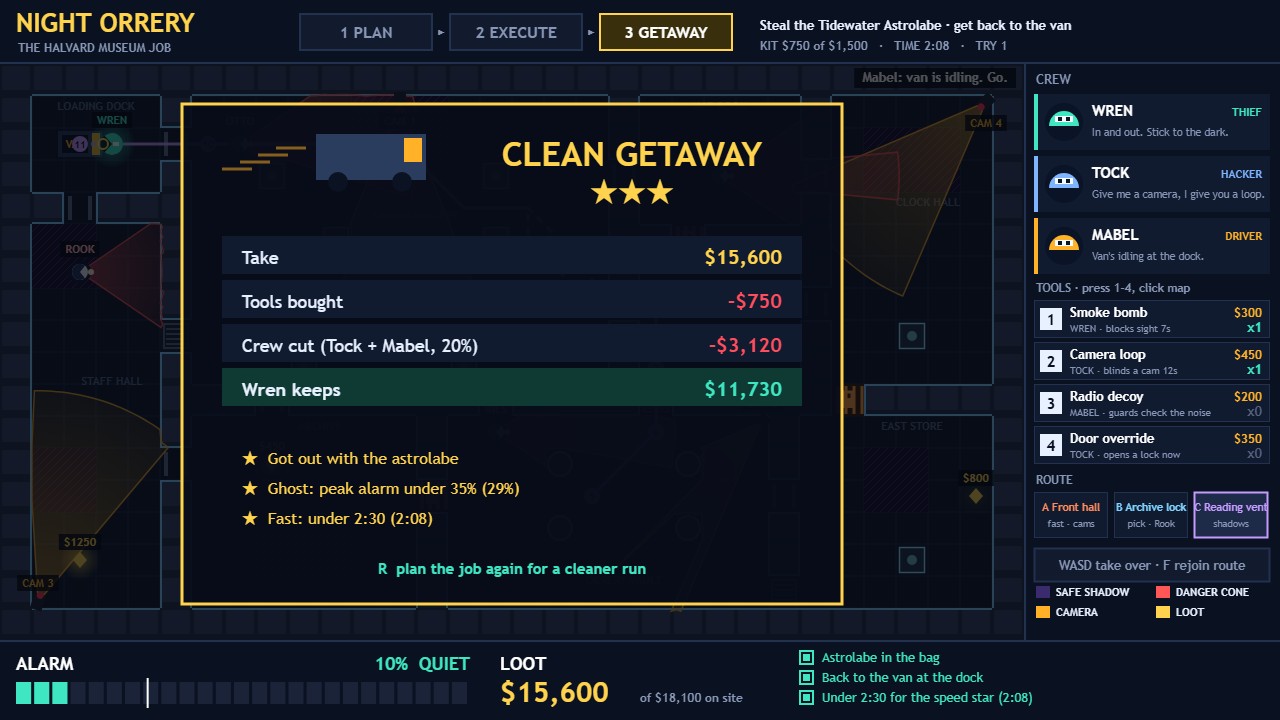 NIGHT ORRERY
THE HALVARD MUSEUM JOB
1 PLAN
2 EXECUTE
3 GETAWAY
Steal the Tidewater Astrolabe · get back to the van
KIT $750 of $1,500 · TIME 2:08 · TRY 1
Mabel: van is idling. Go.
LOADING DOCK
WREN
11
ROOK
STAFF HALL
$1250
CAM 3
CAM 4
CLOCK HALL
EAST STORE
$800
CLEAN GETAWAY
★★★
Take $15,600
Tools bought -$750
Crew cut (Tock + Mabel, 20%) -$3,120
Wren keeps $11,730
★ Got out with the astrolabe
★ Ghost: peak alarm under 35% (29%)
★ Fast: under 2:30 (2:08)
R plan the job again for a cleaner run
CREW
WREN THIEF
In and out. Stick to the dark.
TOCK HACKER
Give me a camera, I give you a loop.
MABEL DRIVER
Van's idling at the dock.
TOOLS · press 1-4, click map
1 Smoke bomb $300
WREN - blocks sight 7s x1
2 Camera loop $450
TOCK - blinds a cam 12s x1
3 Radio decoy $200
MABEL - guards check the noise x0
4 Door override $350
TOCK - opens a lock now x0
ROUTE
A Front hall
fast - cams
B Archive lock
pick - Rook
C Reading vent
shadows
WASD take over · F rejoin route
SAFE SHADOW
DANGER CONE
CAMERA
LOOT
ALARM 10% QUIET
LOOT
$15,600 of $18,100 on site
Astrolabe in the bag
Back to the van at the dock
Under 2:30 for the speed star (2:08)